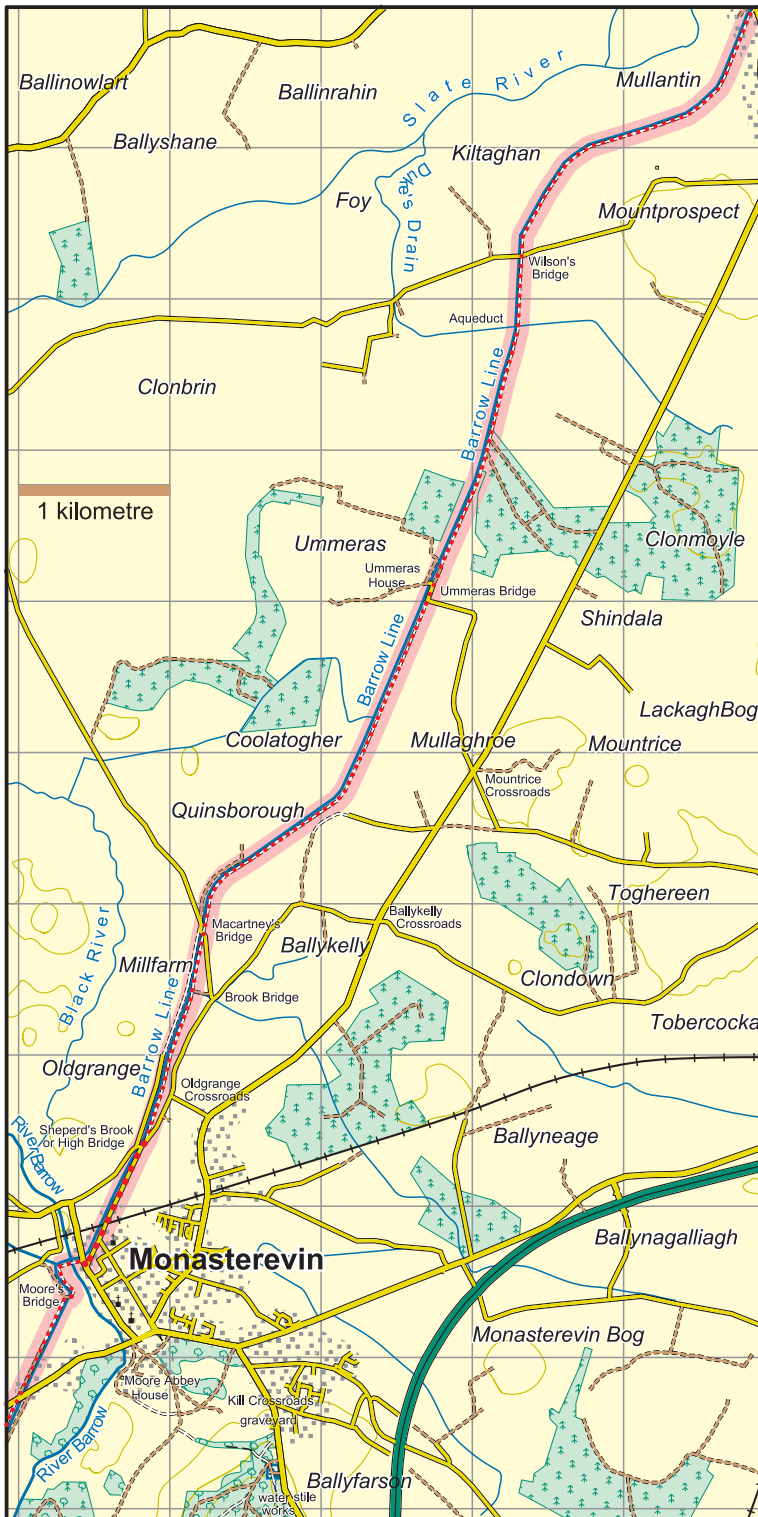 Ballinowlart
Ballinrahin
Slate River
Mullantin
Ballyshane
Kiltaghan
Duke's Drain
Foy
Mountprospect
Wilson's
Bridge
Aqueduct
Barrow Line
Clonbrin
1 kilometre
Ummeras
Clonmoyle
Ummeras
House
Ummeras Bridge
Shindala
Barrow Line
LackaghBog
Coolatogher
Mullaghroe
Mountrice
Mountrice
Crossroads
Quinsborough
Toghereen
Ballykelly
Crossroads
Macartney's
Bridge
Ballykelly
Black River
Millfarm
Clondown
Brook Bridge
Barrow Line
Tobercocka
Oldgrange
Oldgrange
Crossroads
Sheperd's Brook
or High Bridge
River Barrow
Ballyneage
Ballynagalliagh
Monasterevin
Moore's
Bridge
Monasterevin Bog
Moore Abbey
House
Kill Crossroads
graveyard
River Barrow
Ballyfarson
water stile
works